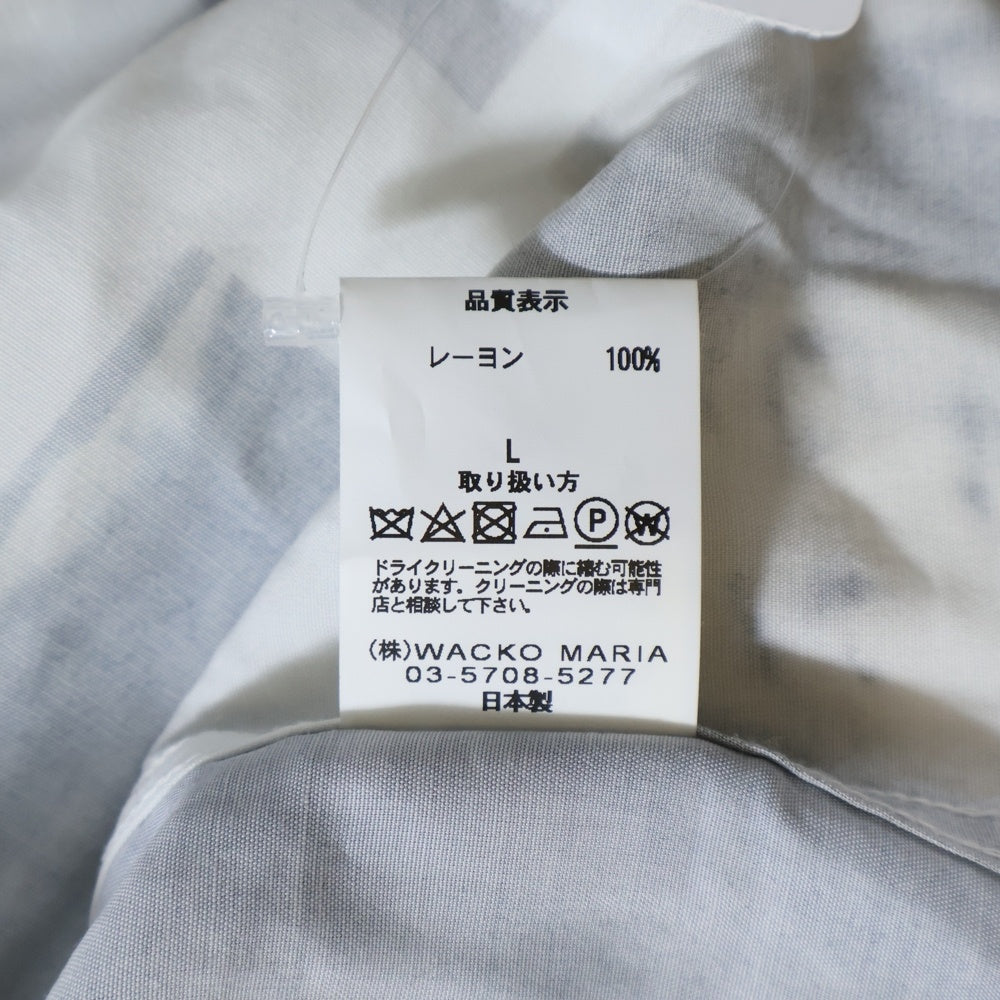 品質表示
レーヨン 100%
L
取り扱い方
P W
ドライクリーニングの際に縮む可能性
があります。クリーニングの際は専門
店と相談して下さい。
(株)WACKO MARIA
03-5708-5277
日本製